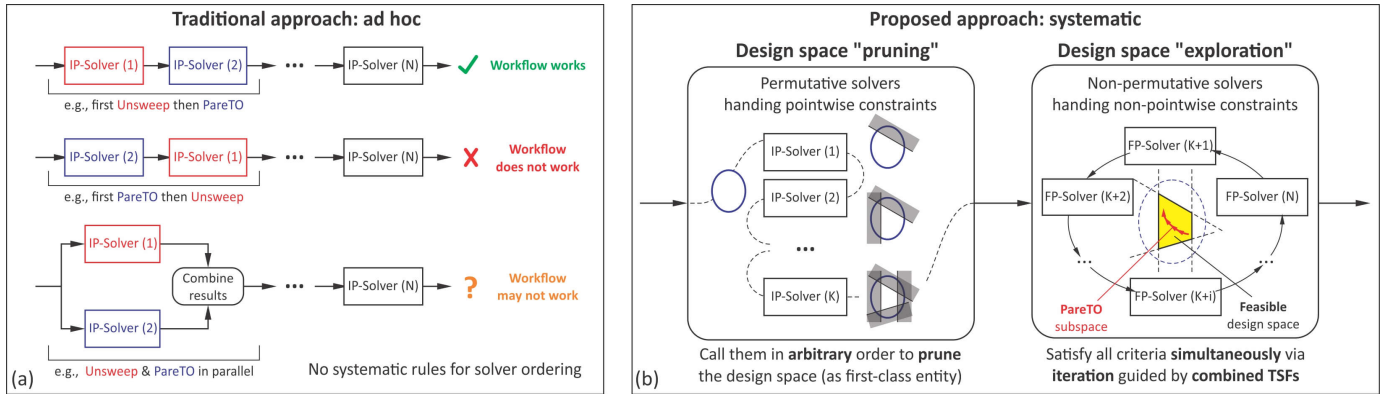 Traditional approach: ad hoc
IP-Solver (1)
IP-Solver (2)
...
IP-Solver (N)
Workflow works
e.g., first Unsweep then PareTO
IP-Solver (2)
IP-Solver (1)
...
IP-Solver (N)
Workflow
does not work
e.g., first PareTO then Unsweep
IP-Solver (1)
IP-Solver (2)
Combine
results
...
IP-Solver (N)
?
Workflow
may not work
e.g., Unsweep & PareTO in parallel
No systematic rules for solver ordering
(a)
Proposed approach: systematic
Design space "pruning"
Permutative solvers
handing pointwise constraints
IP-Solver (1)
IP-Solver (2)
...
IP-Solver (K)
Call them in arbitrary order to prune
the design space (as first-class entity)
Design space "exploration"
Non-permutative solvers
handing non-pointwise constraints
FP-Solver (K+1)
FP-Solver (K+2)
FP-Solver (N)
...
...
FP-Solver (K+i)
PareTO
subspace
Feasible
design space
Satisfy all criteria simultaneously via
iteration guided by combined TSFs
(b)